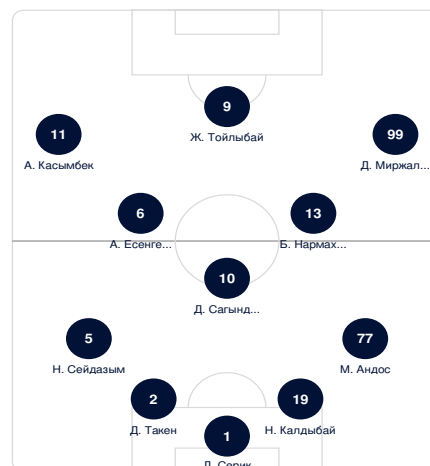 9
Ж. Тойлыбай
11
А. Касымбек
99
Д. Миржал...
6
А. Есенге...
13
Б. Нармах...
10
Д. Сагынд...
5
Н. Сейдазым
77
М. Андос
2
Д. Такен
19
Н. Калдыбай
1
Серик